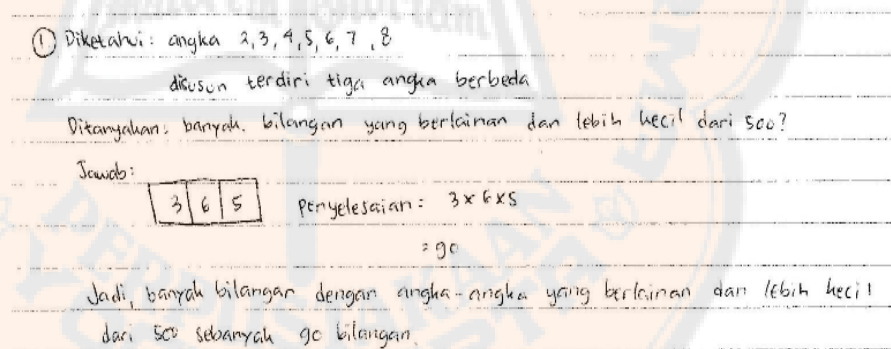 ① Diketahui : angka 2, 3, 4, 5, 6, 7, 8
disusun terdiri tiga angka berbeda
Ditanyakan : banyak bilangan yang berlainan dan lebih kecil dari 500?
Jawab :
3 6 5 Penyelesaian : 3 x 6 x 5
= 90
Jadi, banyak bilangan dengan angka-angka yang berlainan dan lebih kecil
dari 500 sebanyak 90 bilangan.